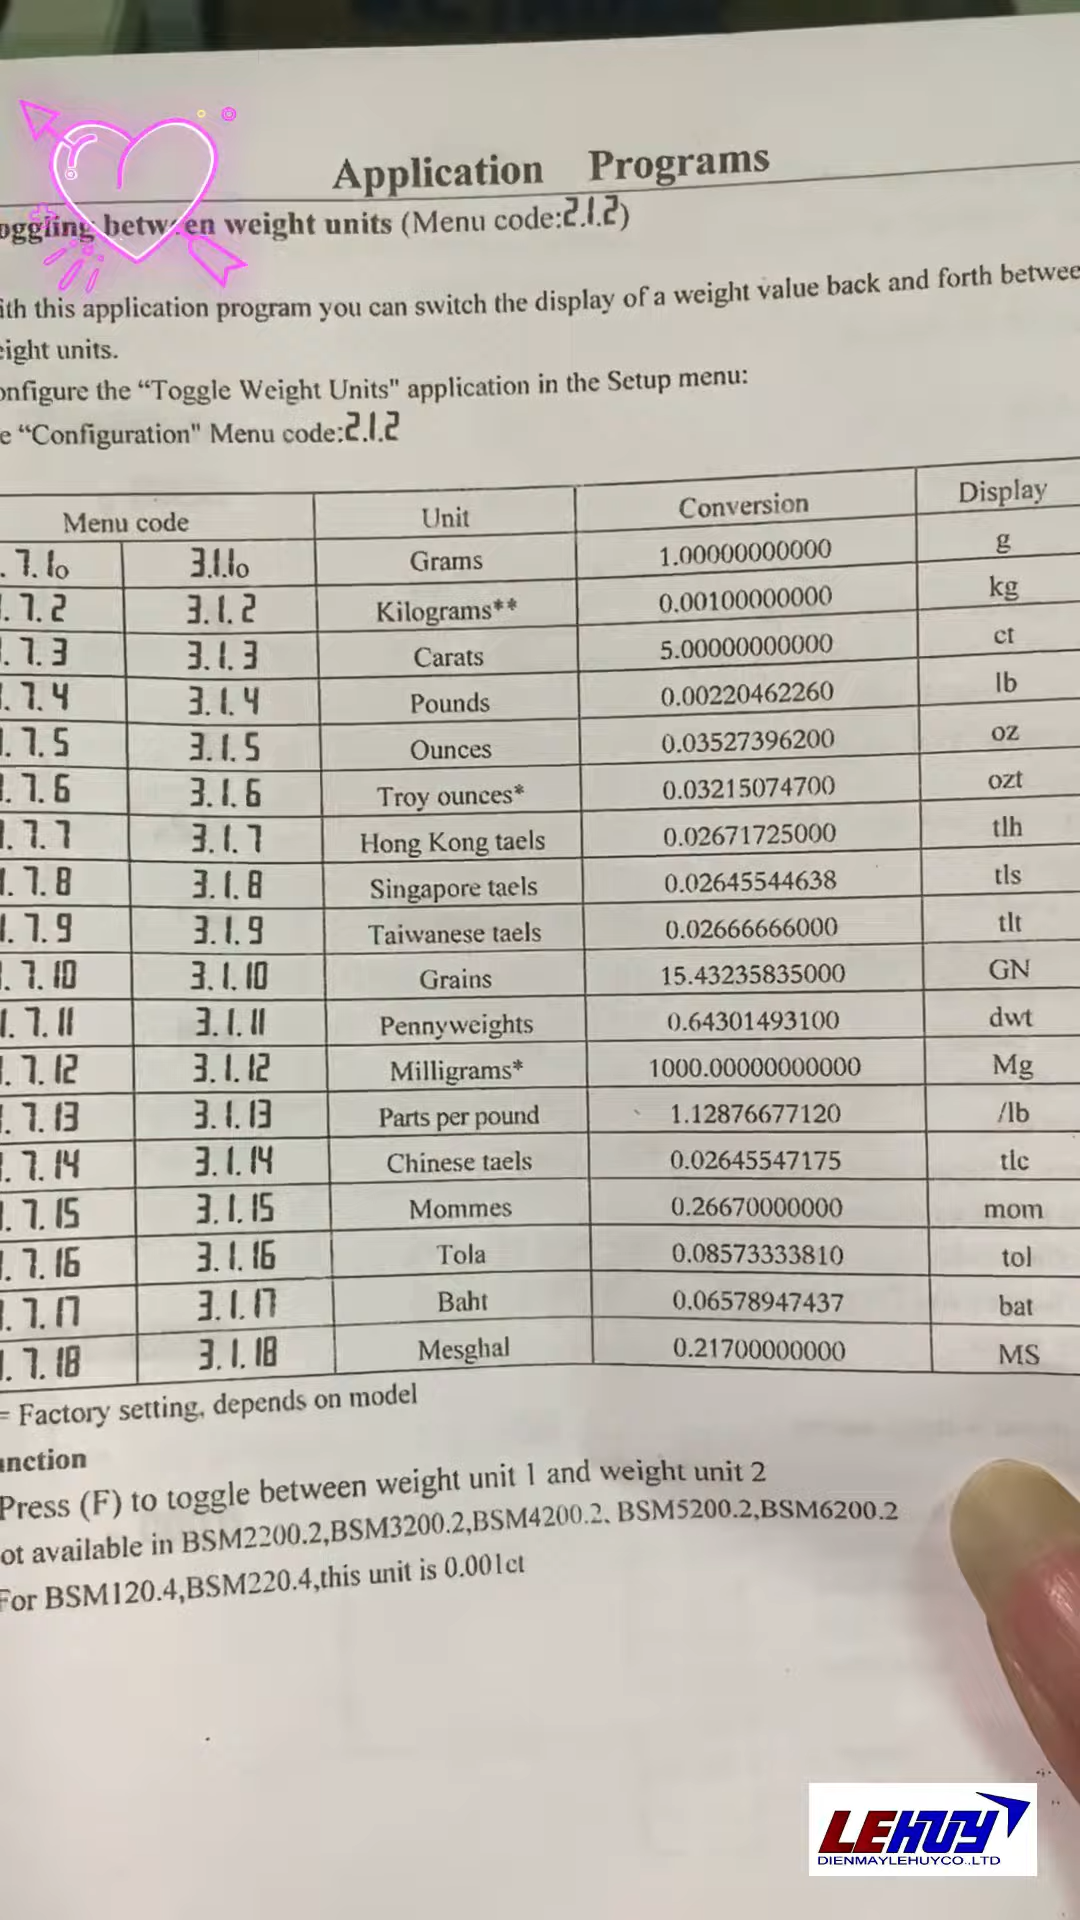 Application Programs
oggling between weight units (Menu code:2.1.2)
ith this application program you can switch the display of a weight value back and forth betwee
eight units.
onfigure the “Toggle Weight Units" application in the Setup menu:
e “Configuration" Menu code:2.1.2
Menu code Unit Conversion Display
. 7. 1o 3.1.1o Grams 1.00000000000 g
. 7. 2 3. 1. 2 Kilograms** 0.00100000000 kg
. 7. 3 3. 1. 3 Carats 5.00000000000 ct
. 7. 4 3. 1. 4 Pounds 0.00220462260 lb
. 7. 5 3. 1. 5 Ounces 0.03527396200 oz
. 7. 6 3. 1. 6 Troy ounces* 0.03215074700 ozt
. 7. 7 3. 1. 7 Hong Kong taels 0.02671725000 tlh
1. 7. 8 3. 1. 8 Singapore taels 0.02645544638 tls
1. 7. 9 3. 1. 9 Taiwanese taels 0.02666666000 tlt
. 7. 10 3. 1. 10 Grains 15.43235835000 GN
1. 7. 11 3. 1. 11 Pennyweights 0.64301493100 dwt
. 7. 12 3. 1. 12 Milligrams* 1000.00000000000 Mg
. 7. 13 3. 1. 13 Parts per pound 1.12876677120 /lb
. 7. 14 3. 1. 14 Chinese taels 0.02645547175 tlc
. 7. 15 3. 1. 15 Mommes 0.26670000000 mom
. 7. 16 3. 1. 16 Tola 0.08573333810 tol
. 7. 17 3. 1. 17 Baht 0.06578947437 bat
1. 7. 18 3. 1. 18 Mesghal 0.21700000000 MS
= Factory setting, depends on model
unction
Press (F) to toggle between weight unit 1 and weight unit 2
ot available in BSM2200.2,BSM3200.2,BSM4200.2、BSM5200.2,BSM6200.2
For BSM120.4,BSM220.4,this unit is 0.001ct
LEHUY
DIENMAYLEHUYCO.,LTD